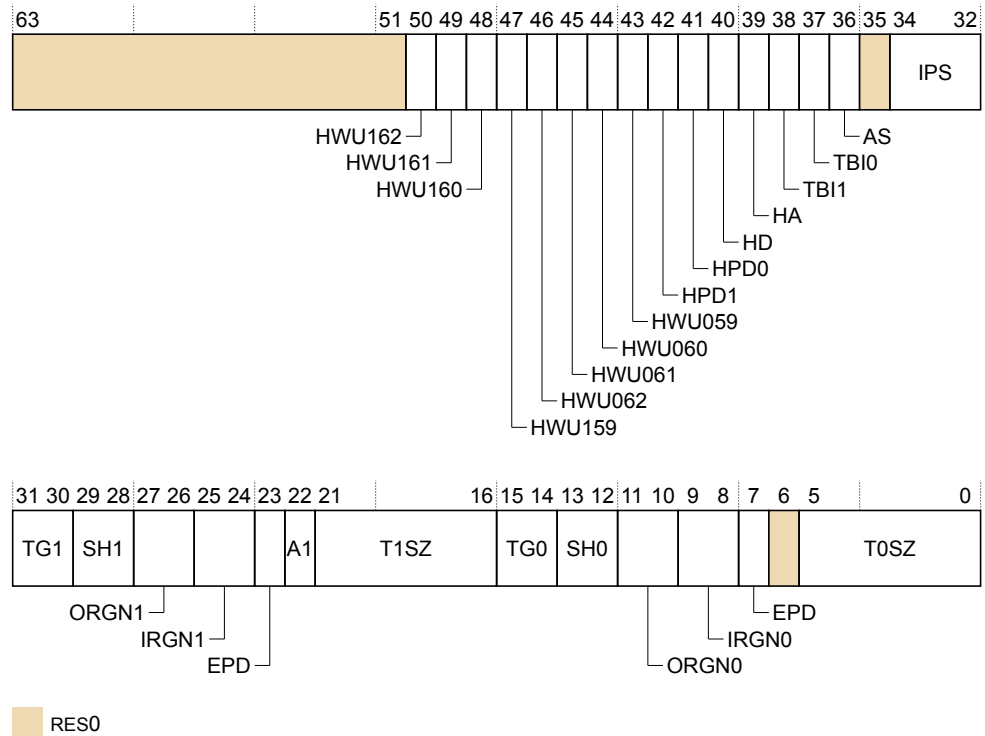 63 51 50 49 48 47 46 45 44 43 42 41 40 39 38 37 36 35 34 32
IPS
HWU162 AS
HWU161 TBI0
HWU160 TBI1
HA
HD
HPD0
HPD1
HWU059
HWU060
HWU061
HWU062
HWU159
31 30 29 28 27 26 25 24 23 22 21 16 15 14 13 12 11 10 9 8 7 6 5 0
TG1 SH1 A1 T1SZ TG0 SH0 T0SZ
ORGN1 EPD
IRGN1 IRGN0
EPD ORGN0
RES0